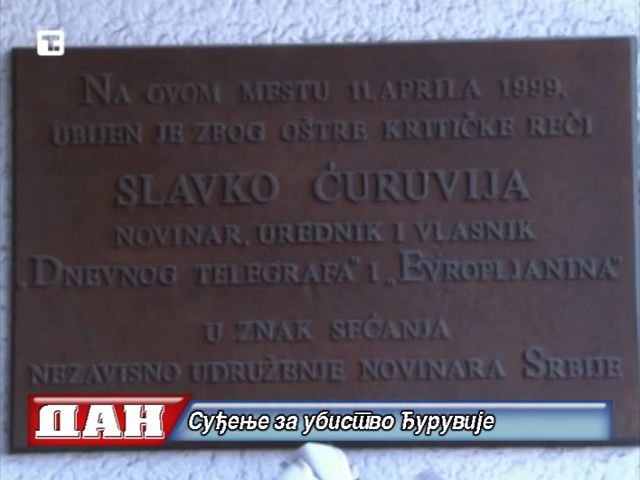 T.
NA OVOM MESTU 11. APRILA 1999.
UBIJEN JE ZBOG OŠTRE KRITIČKE REČI
SLAVKO ĆURUVIJA
NOVINAR, UREDNIK I VLASNIK
„DNEVNOG TELEGRAFA” I „EVROPLJANINA”
U ZNAK SEĆANJA
NEZAVISNO UDRUŽENJE NOVINARA SRBIJE
ДАН Суђење за убиство Ћурувије